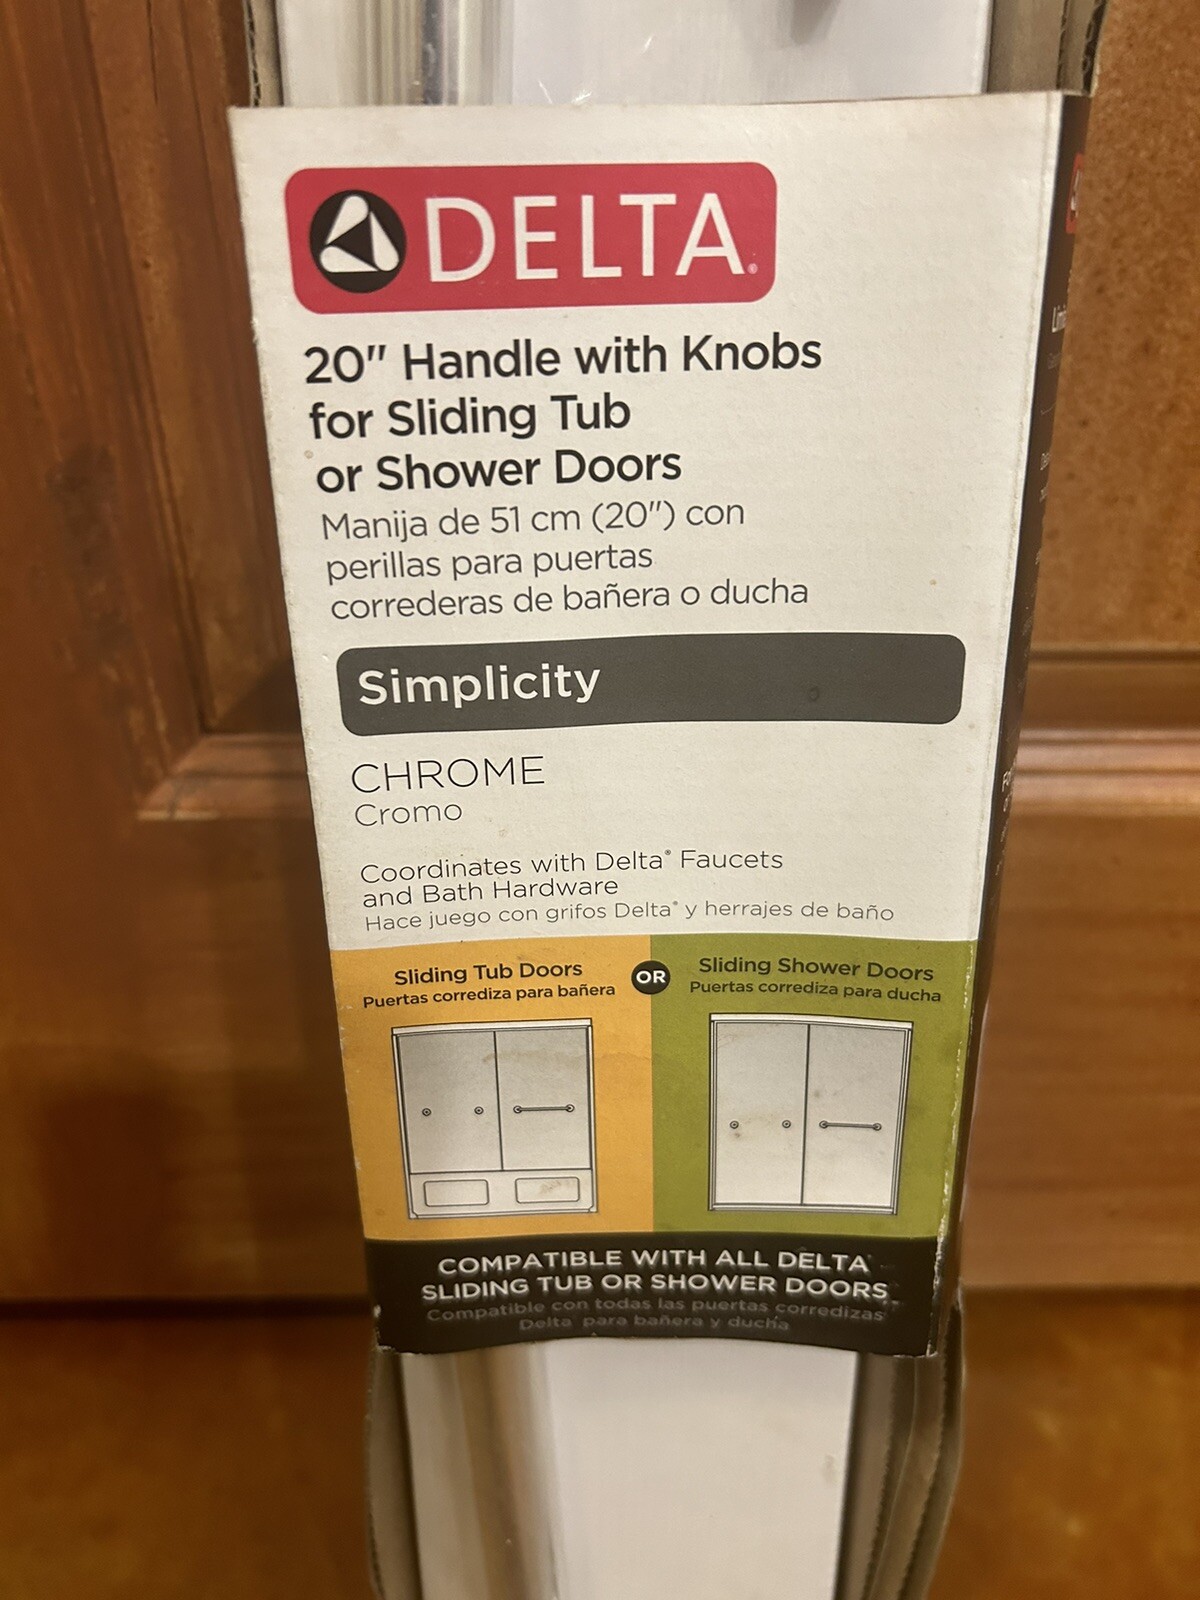 DELTA®
20" Handle with Knobs
for Sliding Tub
or Shower Doors
Manija de 51 cm (20") con
perillas para puertas
correderas de bañera o ducha
Simplicity
CHROME
Cromo
Coordinates with Delta® Faucets
and Bath Hardware
Hace juego con grifos Delta® y herrajes de baño
Sliding Tub Doors
Puertas corrediza para bañera
OR
Sliding Shower Doors
Puertas corrediza para ducha
COMPATIBLE WITH ALL DELTA®
SLIDING TUB OR SHOWER DOORS
Compatible con todas las puertas corredizas
Delta® para bañera y ducha